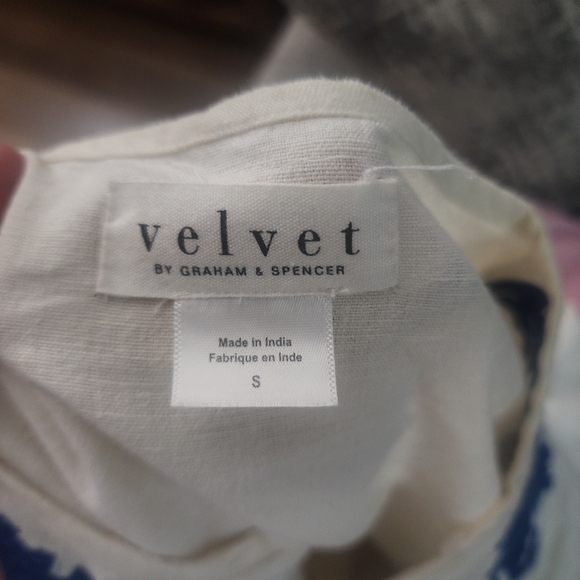 velvet
BY GRAHAM & SPENCER
Made in India
Fabrique en Inde
S